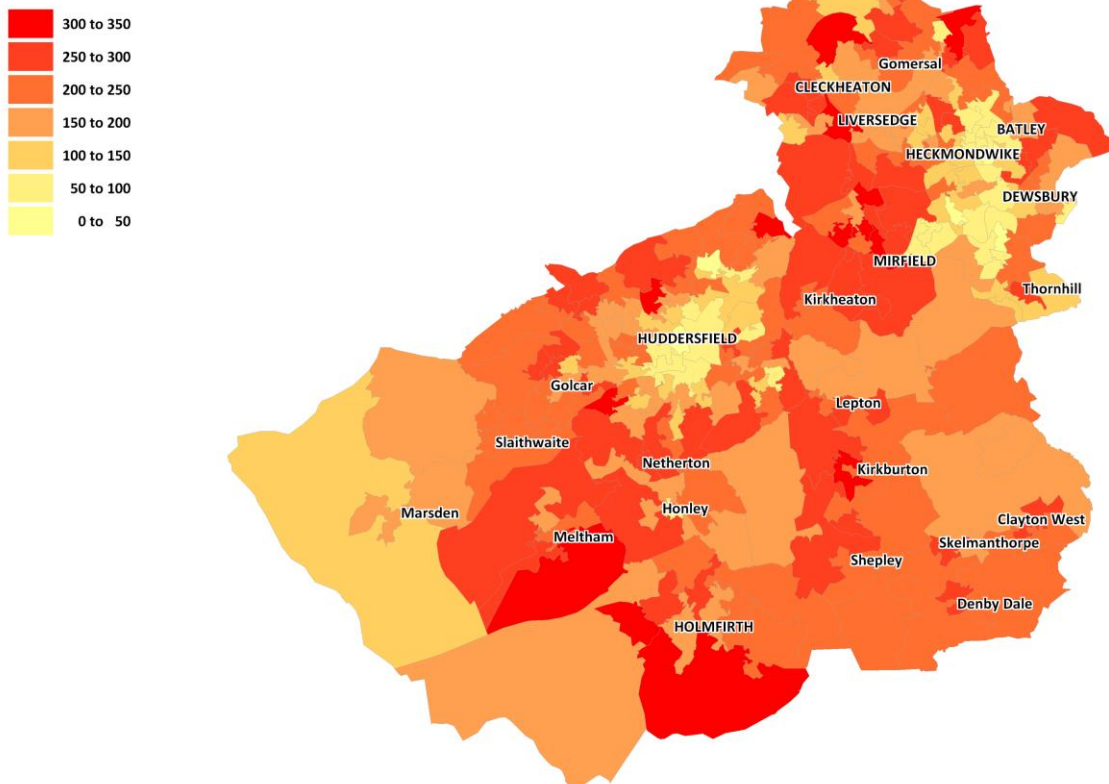 300 to 350
250 to 300
200 to 250
150 to 200
100 to 150
50 to 100
0 to 50
Gomersal
CLECKHEATON
LIVERSEDGE
BATLEY
HECKMONDWIKE
DEWSBURY
MIRFIELD
Thornhill
Kirkheaton
HUDDERSFIELD
Golcar
Lepton
Slaithwaite
Netherton
Kirkburton
Marsden
Honley
Clayton West
Meltham
Skelmanthorpe
Shepley
Denby Dale
HOLMFIRTH